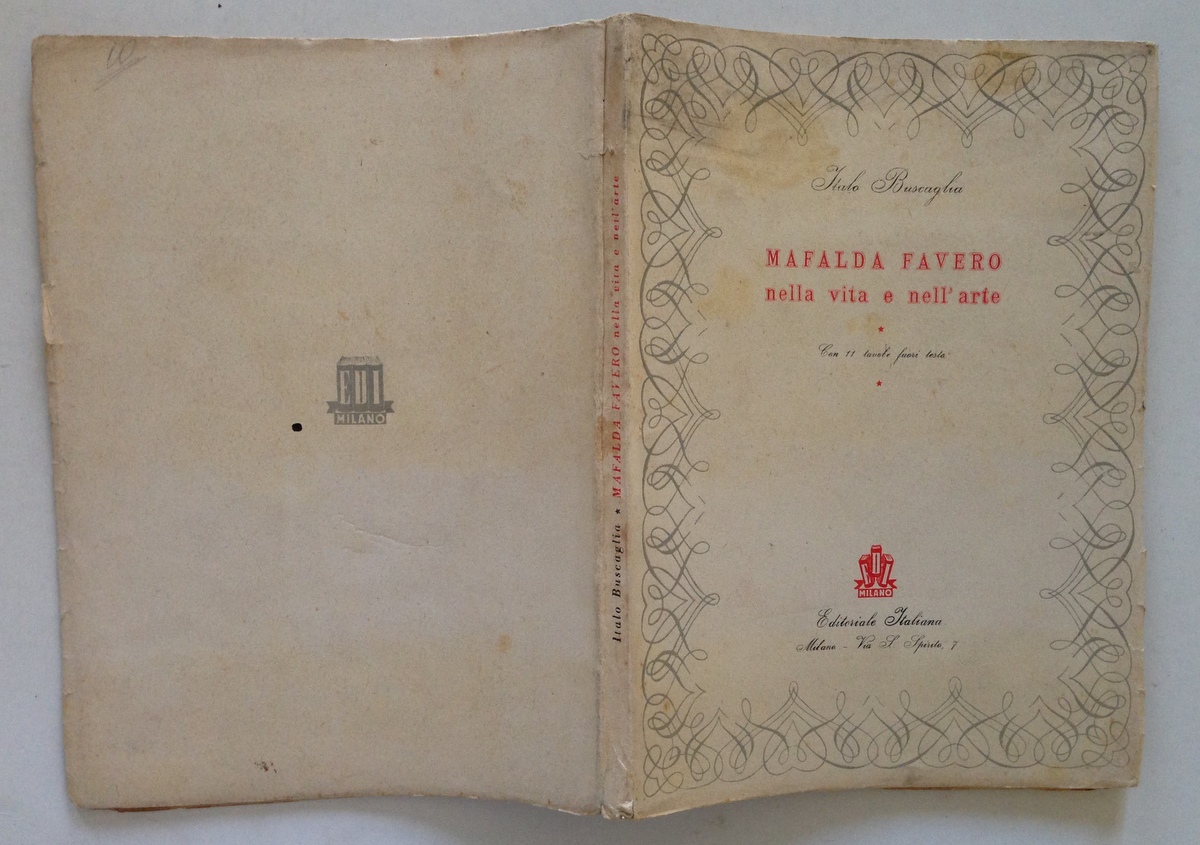 EDI
MILANO
Italo Buscaglia * MAFALDA FAVERO nella vita e nell'arte
Italo Buscaglia
MAFALDA FAVERO
nella vita e nell'arte
*
Con 11 tavole fuori testo
*
EDI
MILANO
Editoriale Italiana
Milano - Via S. Spirito, 7